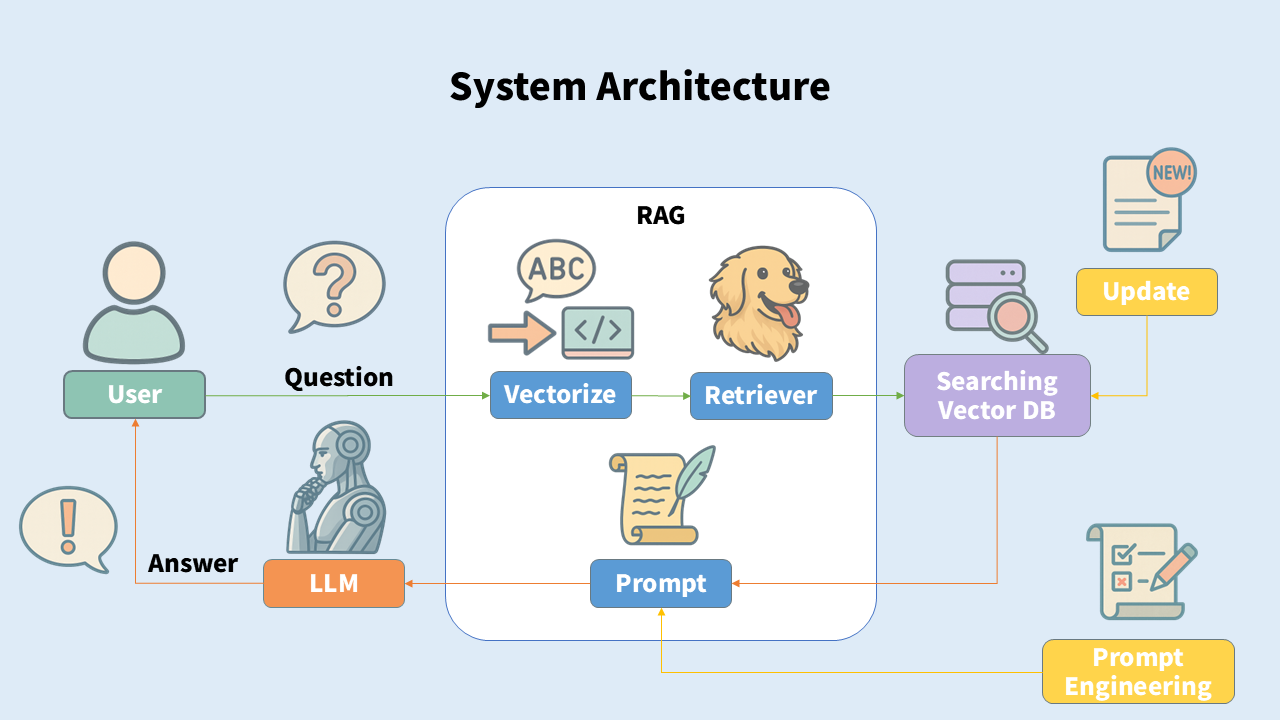 System Architecture
NEW!
RAG
ABC
</>
Update
Question
User
Vectorize
Retriever
Searching
Vector DB
Answer
LLM
Prompt
Prompt
Engineering